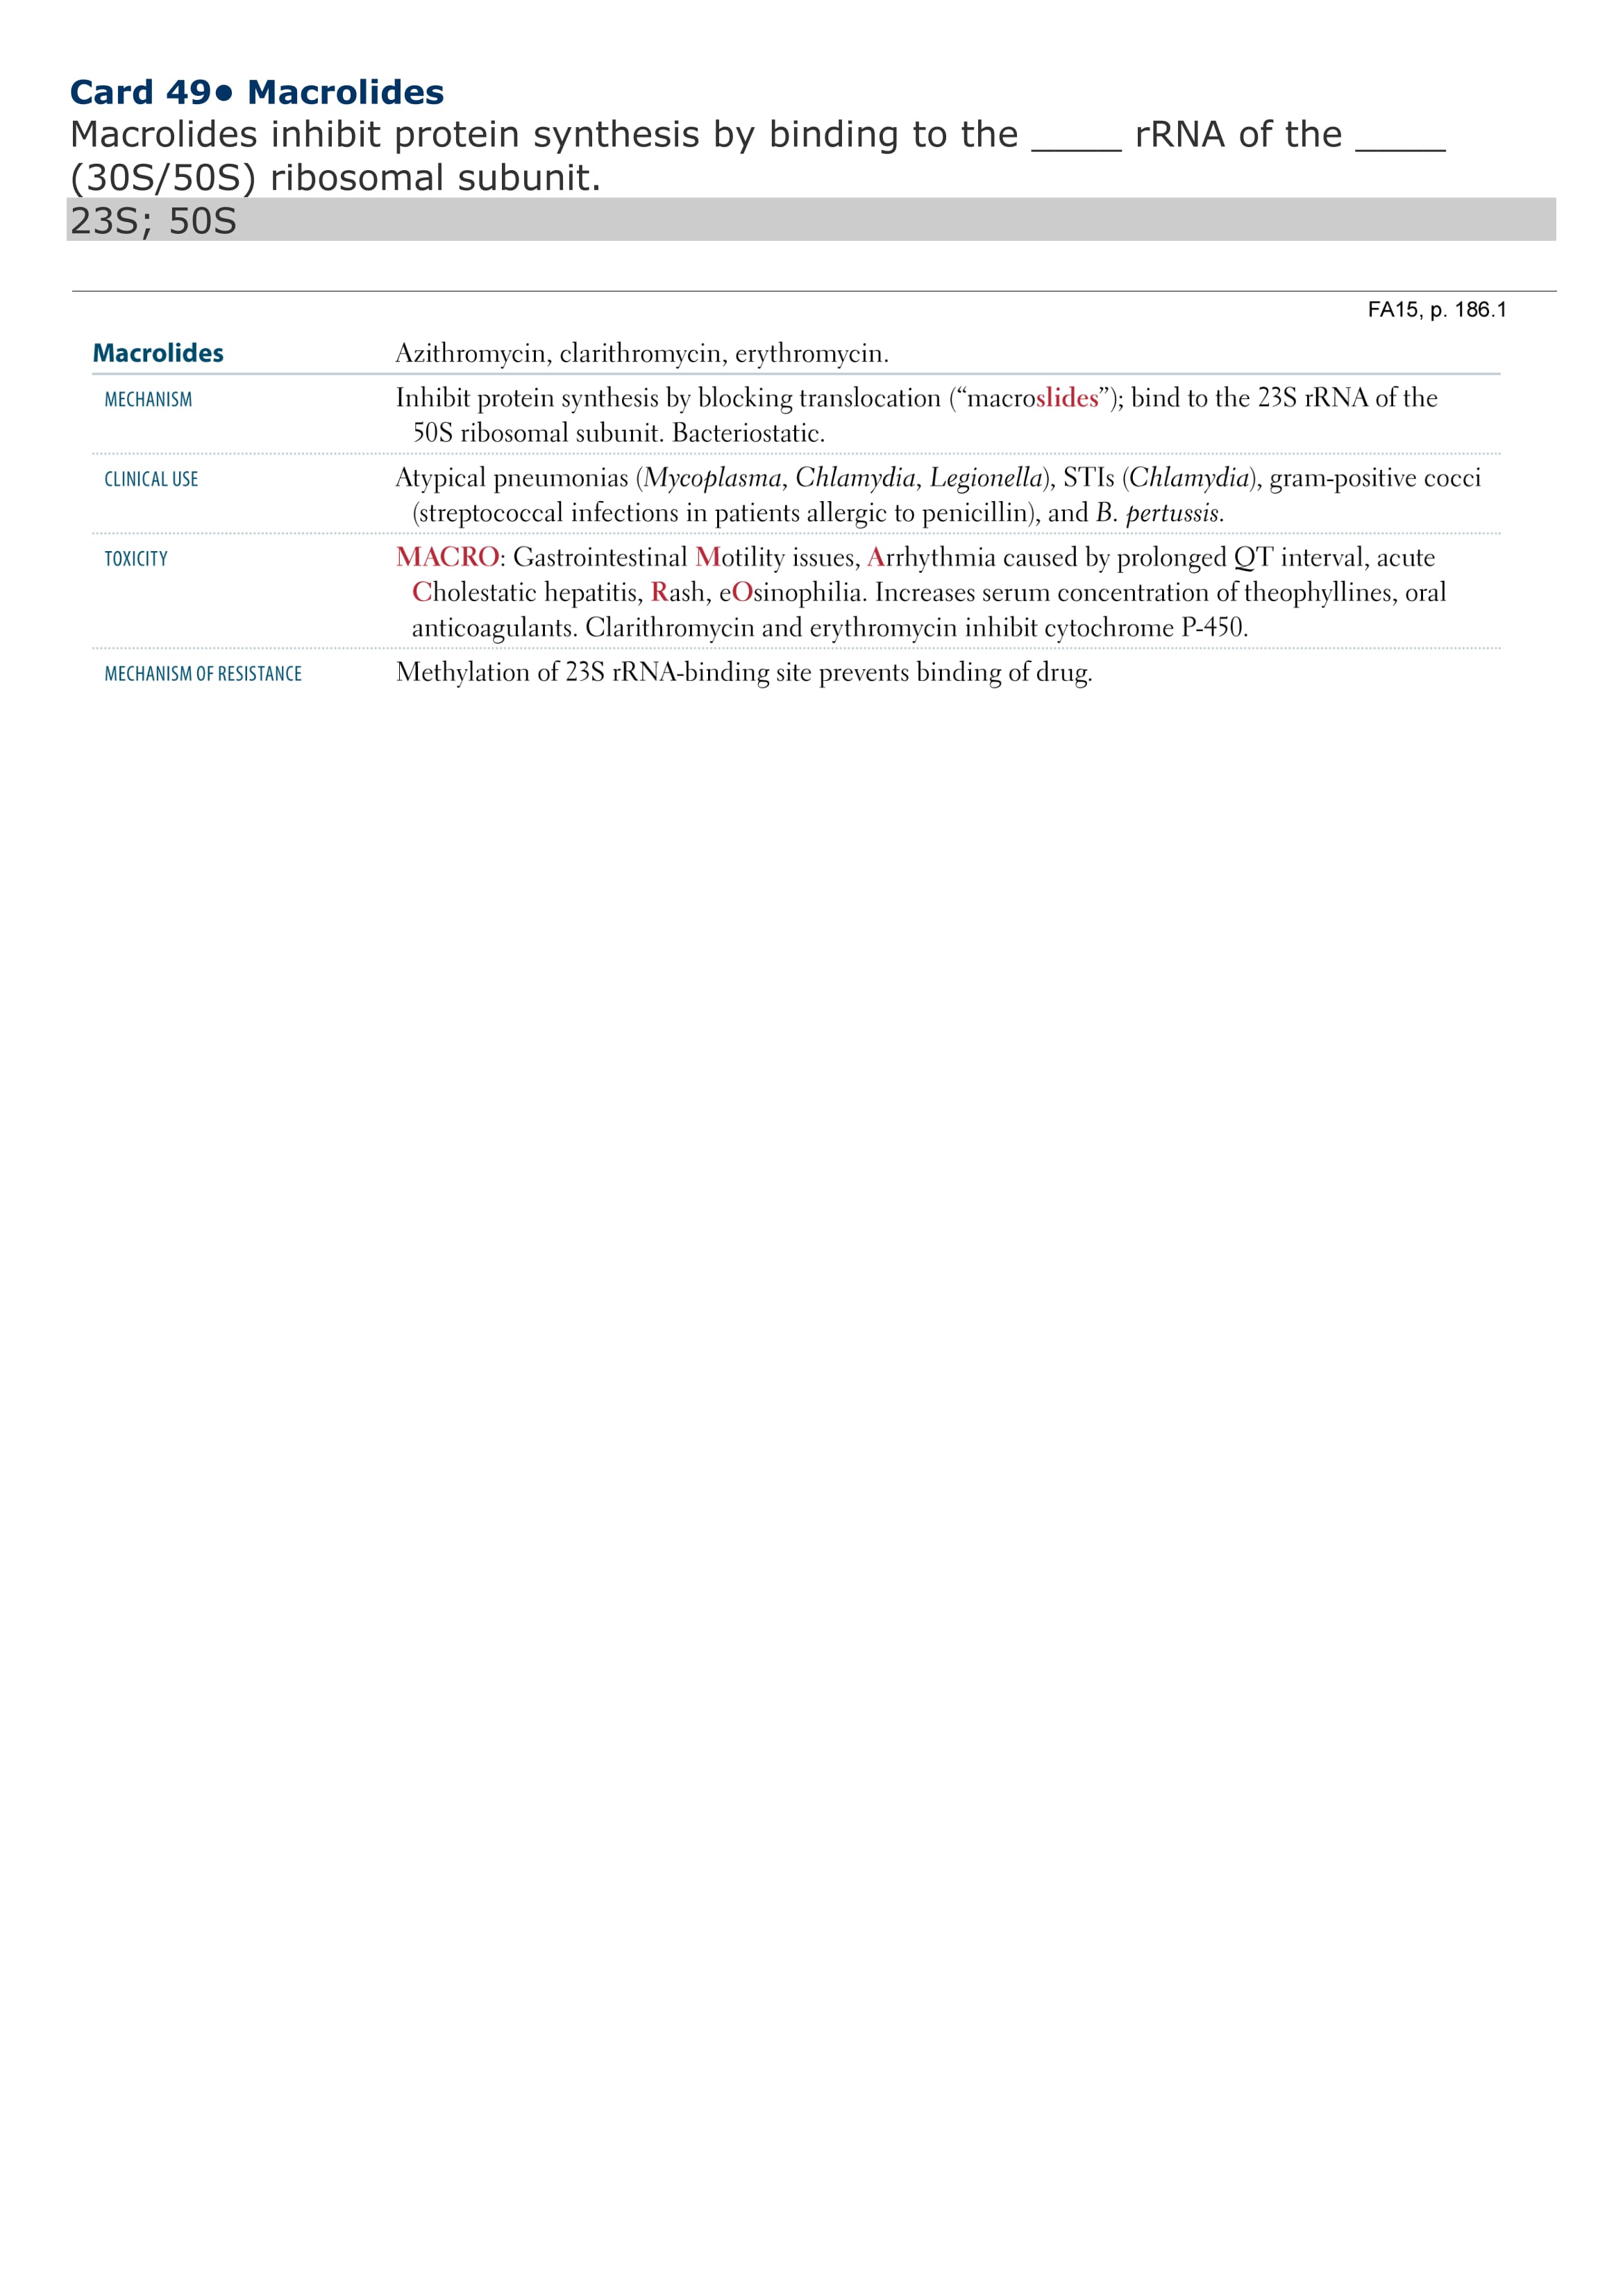 Card 49● Macrolides
Macrolides inhibit protein synthesis by binding to the _____ rRNA of the _____
(30S/50S) ribosomal subunit.
23S; 50S
FA15, p. 186.1
Macrolides Azithromycin, clarithromycin, erythromycin.
MECHANISM Inhibit protein synthesis by blocking translocation (“macroslides”); bind to the 23S rRNA of the
50S ribosomal subunit. Bacteriostatic.
CLINICAL USE Atypical pneumonias (Mycoplasma, Chlamydia, Legionella), STIs (Chlamydia), gram-positive cocci
(streptococcal infections in patients allergic to penicillin), and B. pertussis.
TOXICITY MACRO: Gastrointestinal Motility issues, Arrhythmia caused by prolonged QT interval, acute
Cholestatic hepatitis, Rash, eOsinophilia. Increases serum concentration of theophyllines, oral
anticoagulants. Clarithromycin and erythromycin inhibit cytochrome P-450.
MECHANISM OF RESISTANCE Methylation of 23S rRNA-binding site prevents binding of drug.